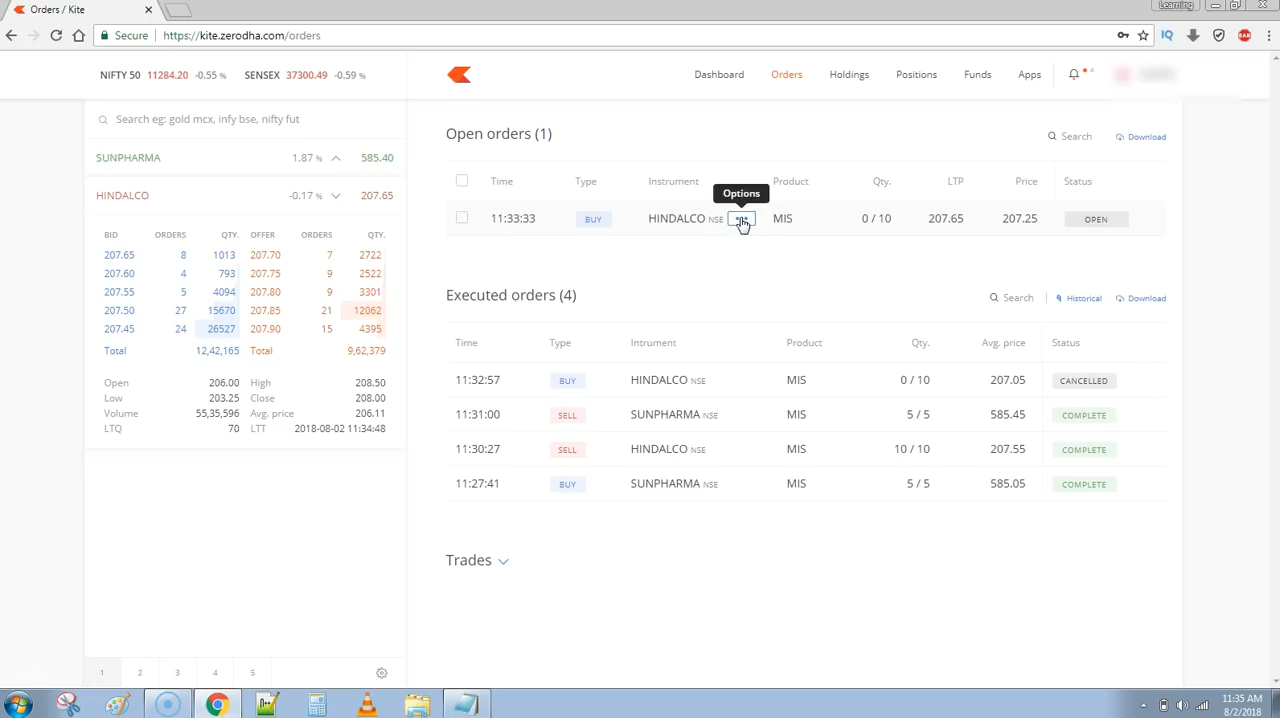 Orders / Kite
Learning
Secure https://kite.zerodha.com/orders
NIFTY 50 11284.20 -0.55 % SENSEX 37300.49 -0.59 %
Dashboard Orders Holdings Positions Funds Apps 4
Search eg: gold mcx, infy bse, nifty fut
SUNPHARMA 1.87 % 585.40
HINDALCO -0.17 % 207.65
BID ORDERS QTY. OFFER ORDERS QTY.
207.65 8 1013 207.70 7 2722
207.60 4 793 207.75 9 2522
207.55 5 4094 207.80 9 3301
207.50 27 15670 207.85 21 12062
207.45 24 26527 207.90 15 4395
Total 12,42,165 Total 9,62,379
Open 206.00 High 208.50
Low 203.25 Close 208.00
Volume 55,35,596 Avg. price 206.11
LTQ 70 LTT 2018-08-02 11:34:48
1 2 3 4 5
Open orders (1)
Search Download
Time Type Instrument Product Qty. LTP Price Status
Options
11:33:33 BUY HINDALCO NSE MIS 0 / 10 207.65 207.25 OPEN
Executed orders (4)
Search Historical Download
Time Type Intrument Product Qty. Avg. price Status
11:32:57 BUY HINDALCO NSE MIS 0 / 10 207.05 CANCELLED
11:31:00 SELL SUNPHARMA NSE MIS 5 / 5 585.45 COMPLETE
11:30:27 SELL HINDALCO NSE MIS 10 / 10 207.55 COMPLETE
11:27:41 BUY SUNPHARMA NSE MIS 5 / 5 585.05 COMPLETE
Trades
11:35 AM
8/2/2018